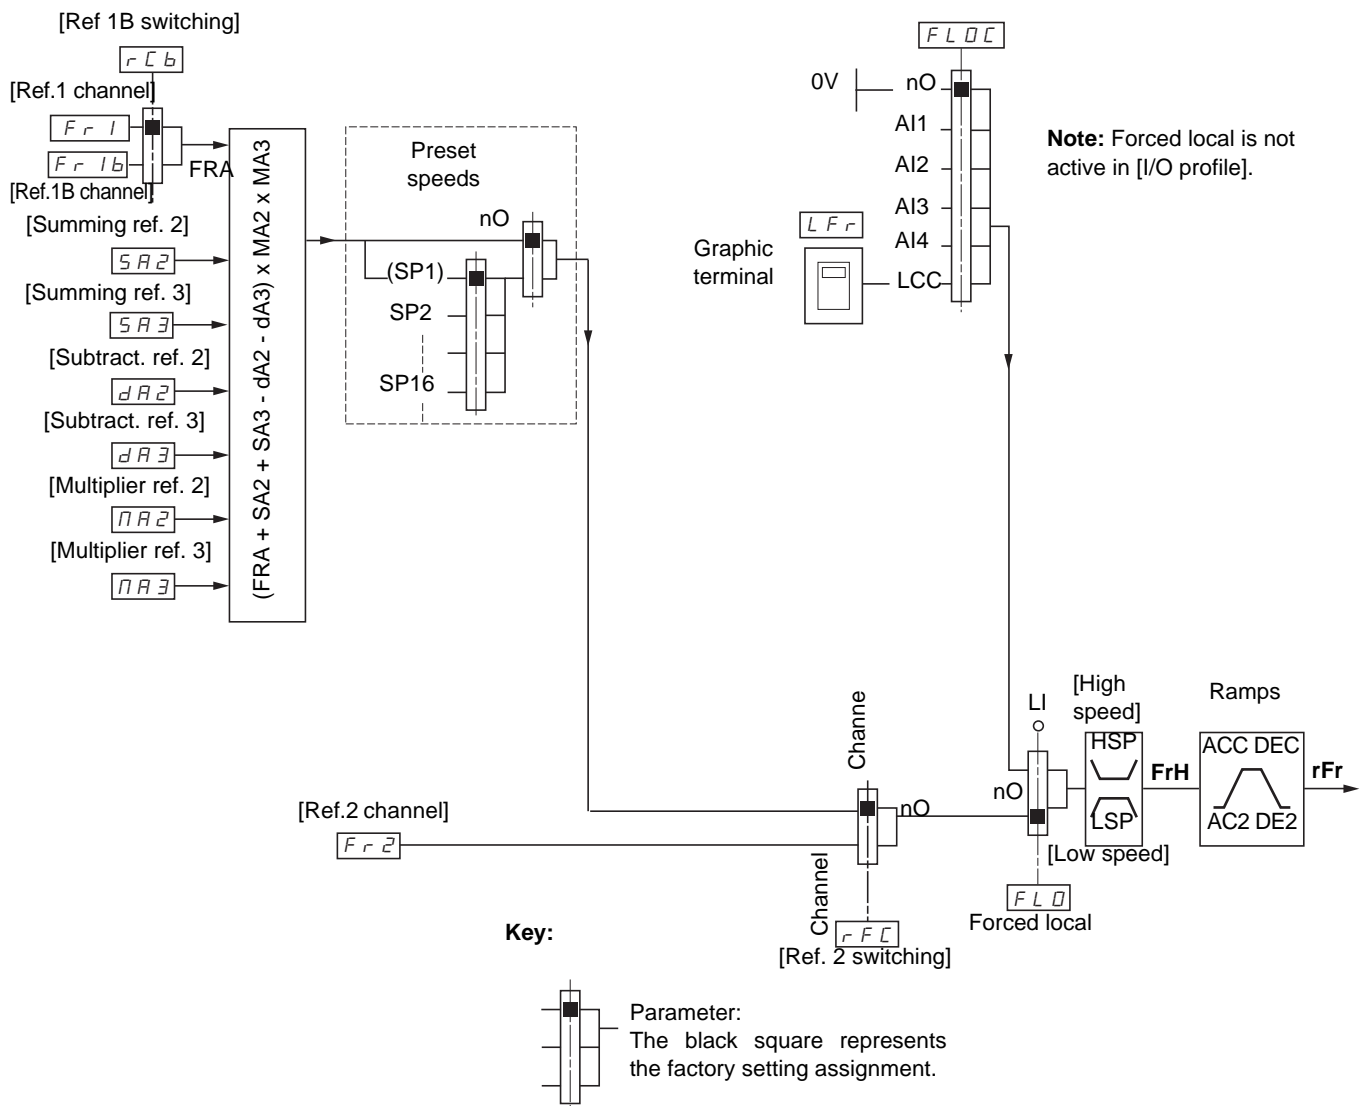 [Ref 1B switching]
rCb
[Ref.1 channel]
Fr1
Fr1b
FRA
[Ref.1B channel]
[Summing ref. 2]
SA2
[Summing ref. 3]
SA3
[Subtract. ref. 2]
dA2
[Subtract. ref. 3]
dA3
[Multiplier ref. 2]
MA2
[Multiplier ref. 3]
MA3
(FRA + SA2 + SA3 - dA2 - dA3) x MA2 x MA3
Preset
speeds
nO
(SP1)
SP2
SP16
FLOC
0V
nO
AI1
AI2
AI3
AI4
LCC
LFr
Graphic
terminal
Note: Forced local is not
active in [I/O profile].
[Ref.2 channel]
Fr2
Channe
nO
Channel
rFC
[Ref. 2 switching]
LI
nO
FLO
Forced local
[High
speed]
HSP
LSP
[Low speed]
FrH
Ramps
ACC DEC
AC2 DE2
rFr
Key:
Parameter:
The black square represents
the factory setting assignment.